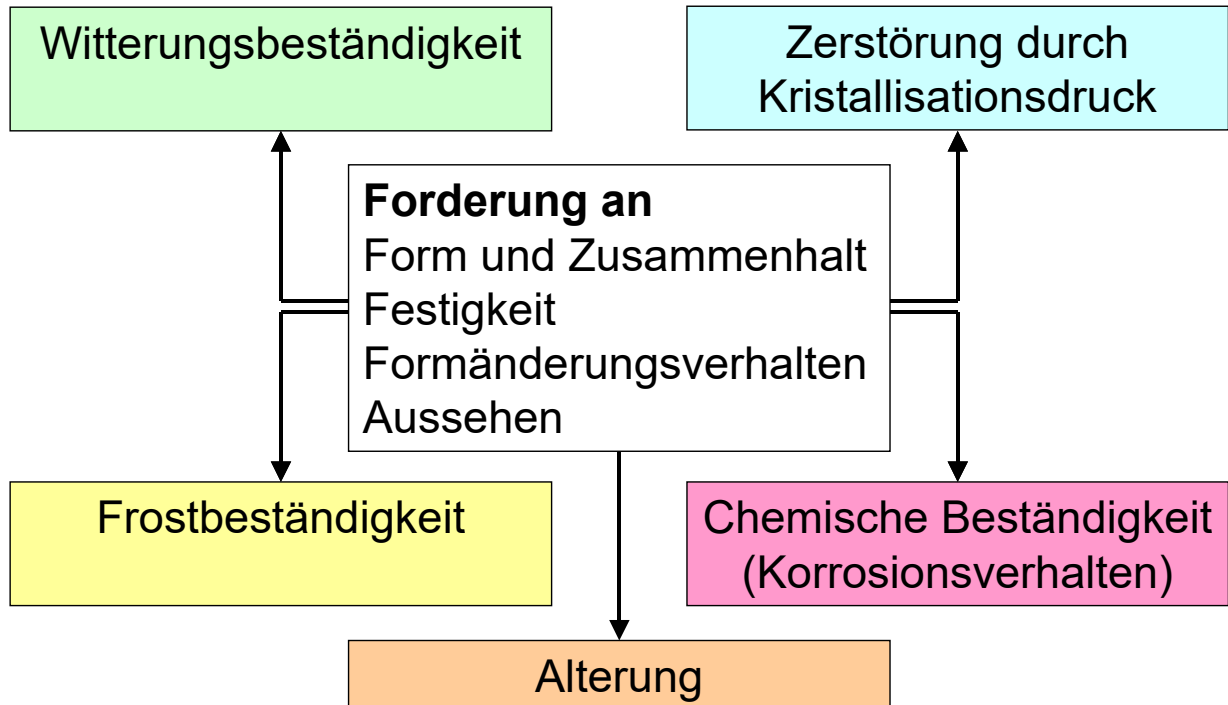 Witterungsbeständigkeit
Zerstörung durch
Kristallisationsdruck
Forderung an
Form und Zusammenhalt
Festigkeit
Formänderungsverhalten
Aussehen
Frostbeständigkeit
Chemische Beständigkeit
(Korrosionsverhalten)
Alterung